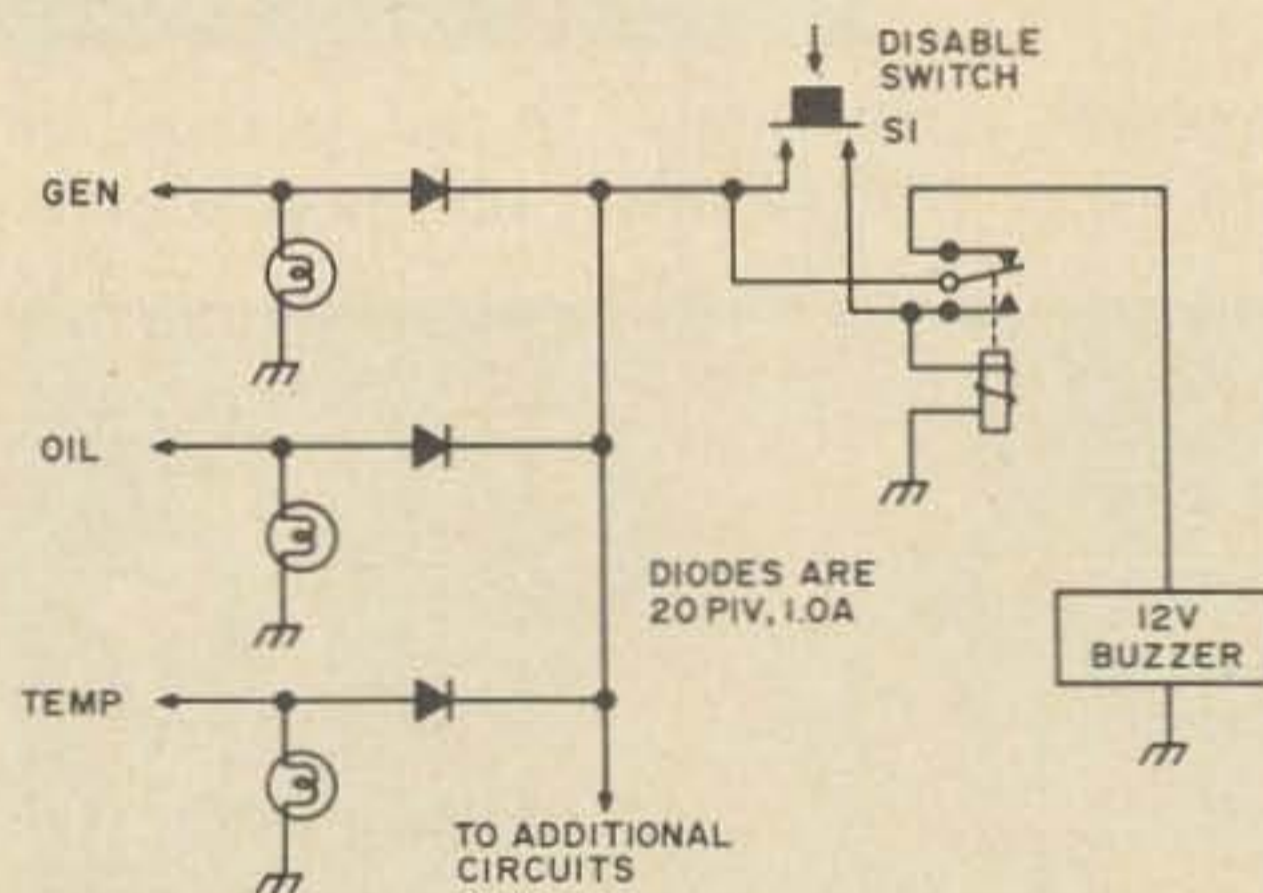 DISABLE
SWITCH
S1
GEN
OIL
DIODES ARE
20 PIV, 1.0A
12V
BUZZER
TEMP
TO ADDITIONAL
CIRCUITS